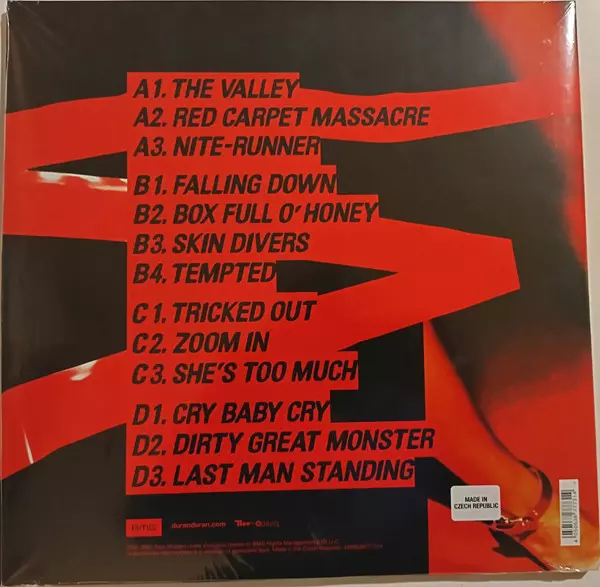 A1. THE VALLEY
A2. RED CARPET MASSACRE
A3. NITE-RUNNER
B1. FALLING DOWN
B2. BOX FULL O' HONEY
B3. SKIN DIVERS
B4. TEMPTED
C1. TRICKED OUT
C2. ZOOM IN
C3. SHE'S TOO MUCH
D1. CRY BABY CRY
D2. DIRTY GREAT MONSTER
D3. LAST MAN STANDING
MADE IN
CZECH REPUBLIC
duranduran.com